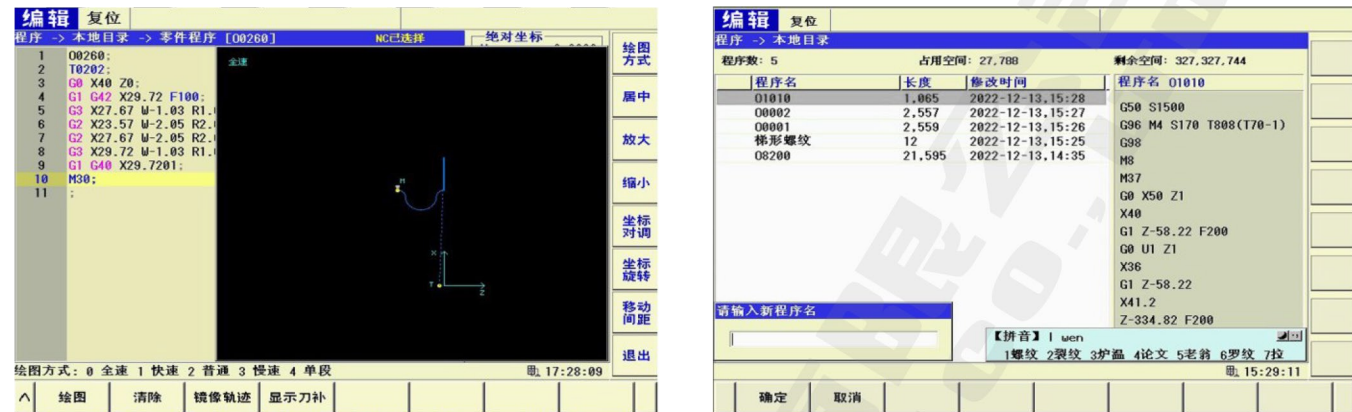 编辑 复位
程序 -> 本地目录 -> 零件程序 [O0260] NC已选择 绝对坐标
1 O0260;
2 T0202;
3 G0 X40 Z0;
4 G1 G42 X29.72 F100;
5 G3 X27.67 W-1.03 R1.
6 G2 X23.57 W-2.05 R2.
7 G2 X27.67 W-2.05 R2.
8 G3 X29.72 W-1.03 R1.
9 G1 G40 X29.7201;
10 M30;
11 ;
全速
M
X
T
Z
绘图方式
居中
放大
缩小
坐标对调
坐标旋转
移动间距
退出
绘图方式: 0 全速 1 快速 2 普通 3 慢速 4 单段 17:28:09
绘图 清除 镜像轨迹 显示刀补
编辑 复位
程序 -> 本地目录
程序数: 5 占用空间: 27,788 剩余空间: 327,327,744
程序名 长度 修改时间
O1010 1,065 2022-12-13,15:28
O0002 2,557 2022-12-13,15:27
O0001 2,559 2022-12-13,15:26
梯形螺纹 12 2022-12-13,15:25
O8200 21,595 2022-12-13,14:35
程序名 O1010
G50 S1500
G96 M4 S170 T808(T70-1)
G98
M8
M37
G0 X50 Z1
X40
G1 Z-58.22 F200
G0 U1 Z1
X36
G1 Z-58.22
X41.2
Z-334.82 F200
请输入新程序名
【拼音】 wen
1螺纹 2裂纹 3炉温 4论文 5老翁 6罗纹 7拉
15:29:11
确定 取消